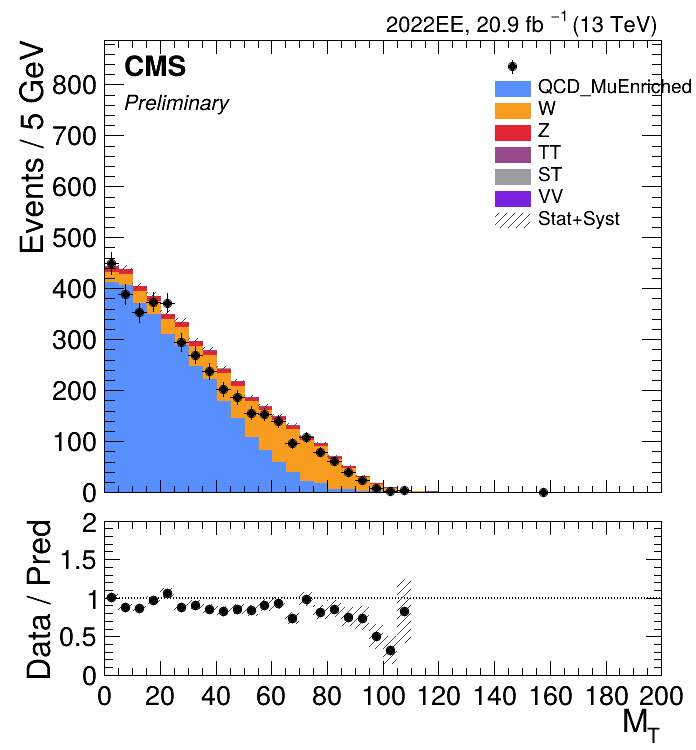 2022EE, 20.9 fb⁻¹ (13 TeV)
CMS
Preliminary
QCD_MuEnriched
W
Z
TT
ST
VV
Stat+Syst
Events / 5 GeV
800
700
600
500
400
300
200
100
0
Data / Pred
2
1.5
1
0.5
0
0 20 40 60 80 100 120 140 160 180 200
M_T